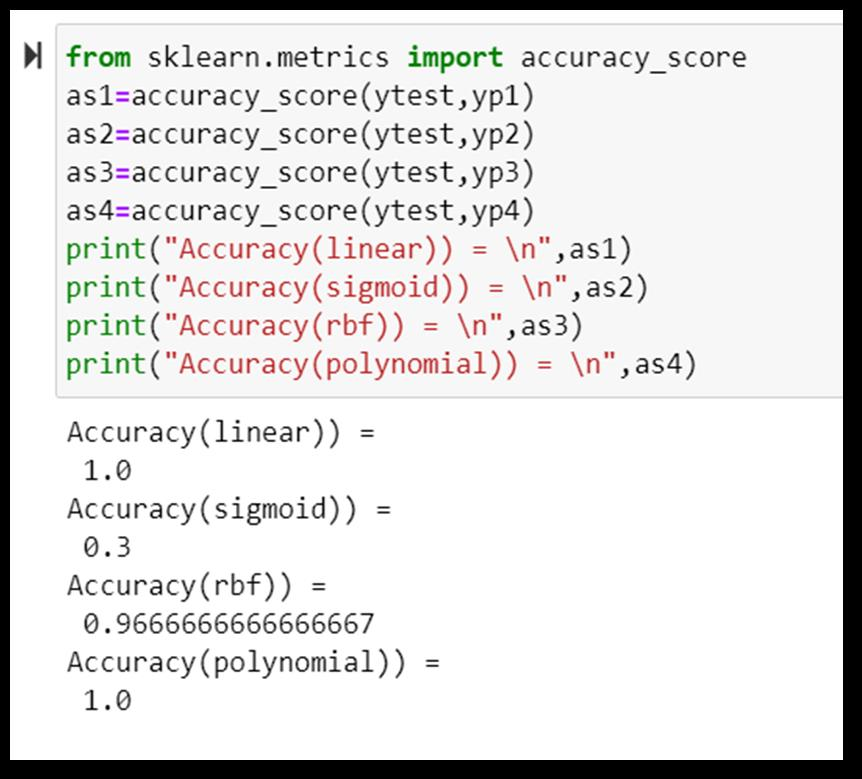 from sklearn.metrics import accuracy_score
as1=accuracy_score(ytest,yp1)
as2=accuracy_score(ytest,yp2)
as3=accuracy_score(ytest,yp3)
as4=accuracy_score(ytest,yp4)
print("Accuracy(linear)) = \n",as1)
print("Accuracy(sigmoid)) = \n",as2)
print("Accuracy(rbf)) = \n",as3)
print("Accuracy(polynomial)) = \n",as4)
Accuracy(linear)) =
1.0
Accuracy(sigmoid)) =
0.3
Accuracy(rbf)) =
0.9666666666666667
Accuracy(polynomial)) =
1.0